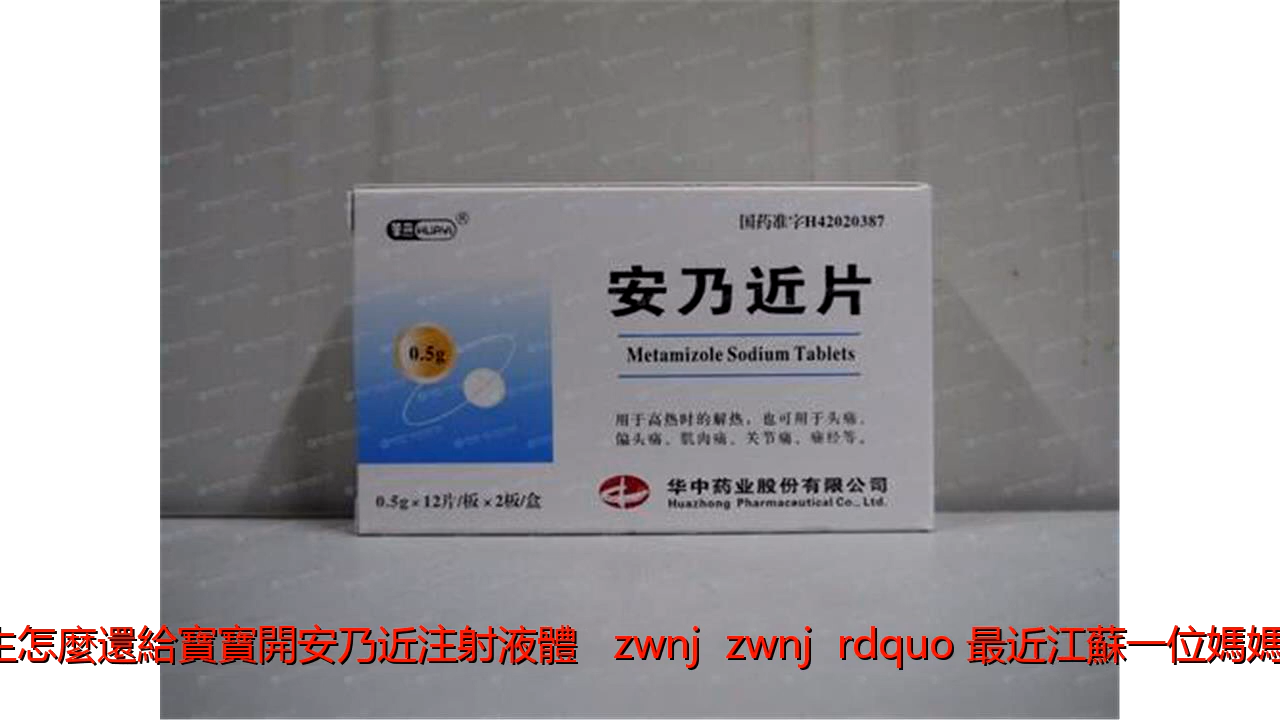 HUAYI®
国药准字H42020387
安乃近片
0.5g
Metamizole Sodium Tablets
用于高热时的解热，也可用于头痛、
偏头痛、肌肉痛、关节痛、痛经等。
0.5g×12片/板×2板/盒
华中药业股份有限公司
Huazhong Pharmaceutical Co., Ltd.
生怎麼還給寶寶開安乃近注射液體 zwnj zwnj rdquo 最近江蘇一位媽媽